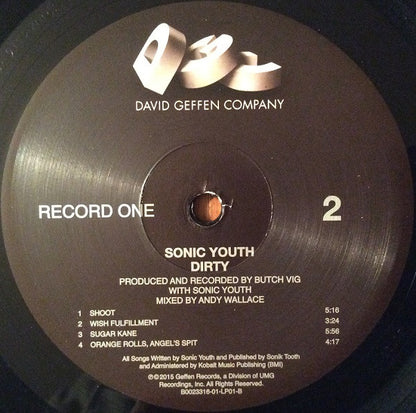 DGC
DAVID GEFFEN COMPANY
RECORD ONE
2
SONIC YOUTH
DIRTY
PRODUCED AND RECORDED BY BUTCH VIG
WITH SONIC YOUTH
MIXED BY ANDY WALLACE
1 SHOOT 5:16
2 WISH FULFILLMENT 3:24
3 SUGAR KANE 5:56
4 ORANGE ROLLS, ANGEL'S SPIT 4:17
All Songs Written by Sonic Youth and Published by Sonik Tooth
and Administered by Kobalt Music Publishing (BMI)
℗©2015 Geffen Records, a Division of UMG
Recordings, Inc. All Rights Reserved.
B0023316-01-LP01-B